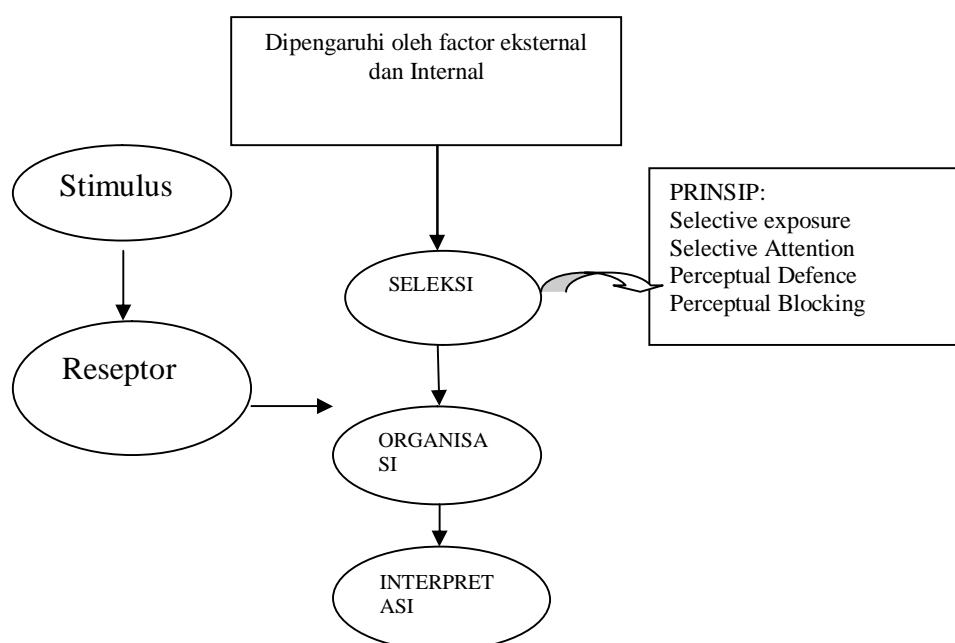 Dipengaruhi oleh factor eksternal
dan Internal
Stimulus
PRINSIP:
Selective exposure
Selective Attention
Perceptual Defence
Perceptual Blocking
SELEKSI
Reseptor
ORGANISA
SI
INTERPRET
ASI